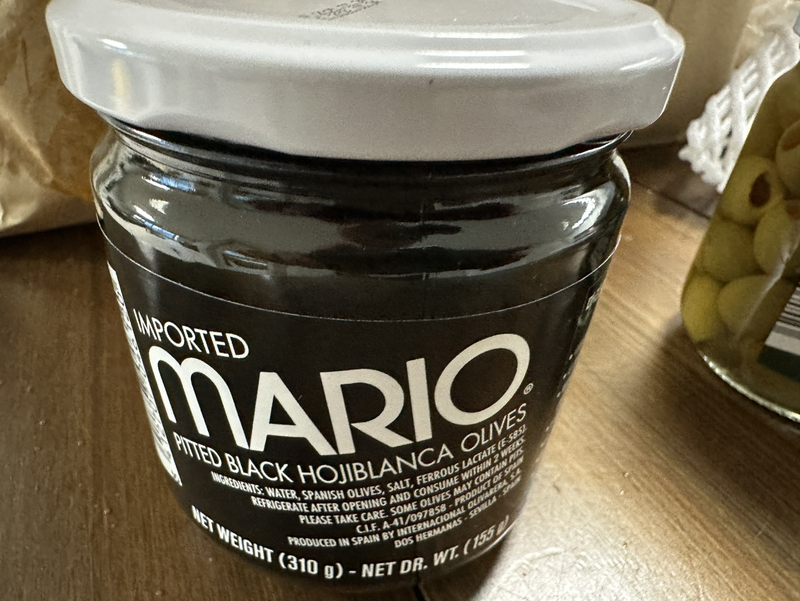 IMPORTED
MARIO®
PITTED BLACK HOJIBLANCA OLIVES
INGREDIENTS: WATER, SPANISH OLIVES, SALT, FERROUS LACTATE (E-585).
REFRIGERATE AFTER OPENING AND CONSUME WITHIN 2 WEEKS.
PLEASE TAKE CARE. SOME OLIVES MAY CONTAIN PITS.
C.I.F. A-41/097858 - PRODUCT OF SPAIN
PRODUCED IN SPAIN BY INTERNACIONAL OLIVARERA, S.A.
DOS HERMANAS - SEVILLA - SPAIN
NET WEIGHT (310 g) - NET DR. WT. (155 g)